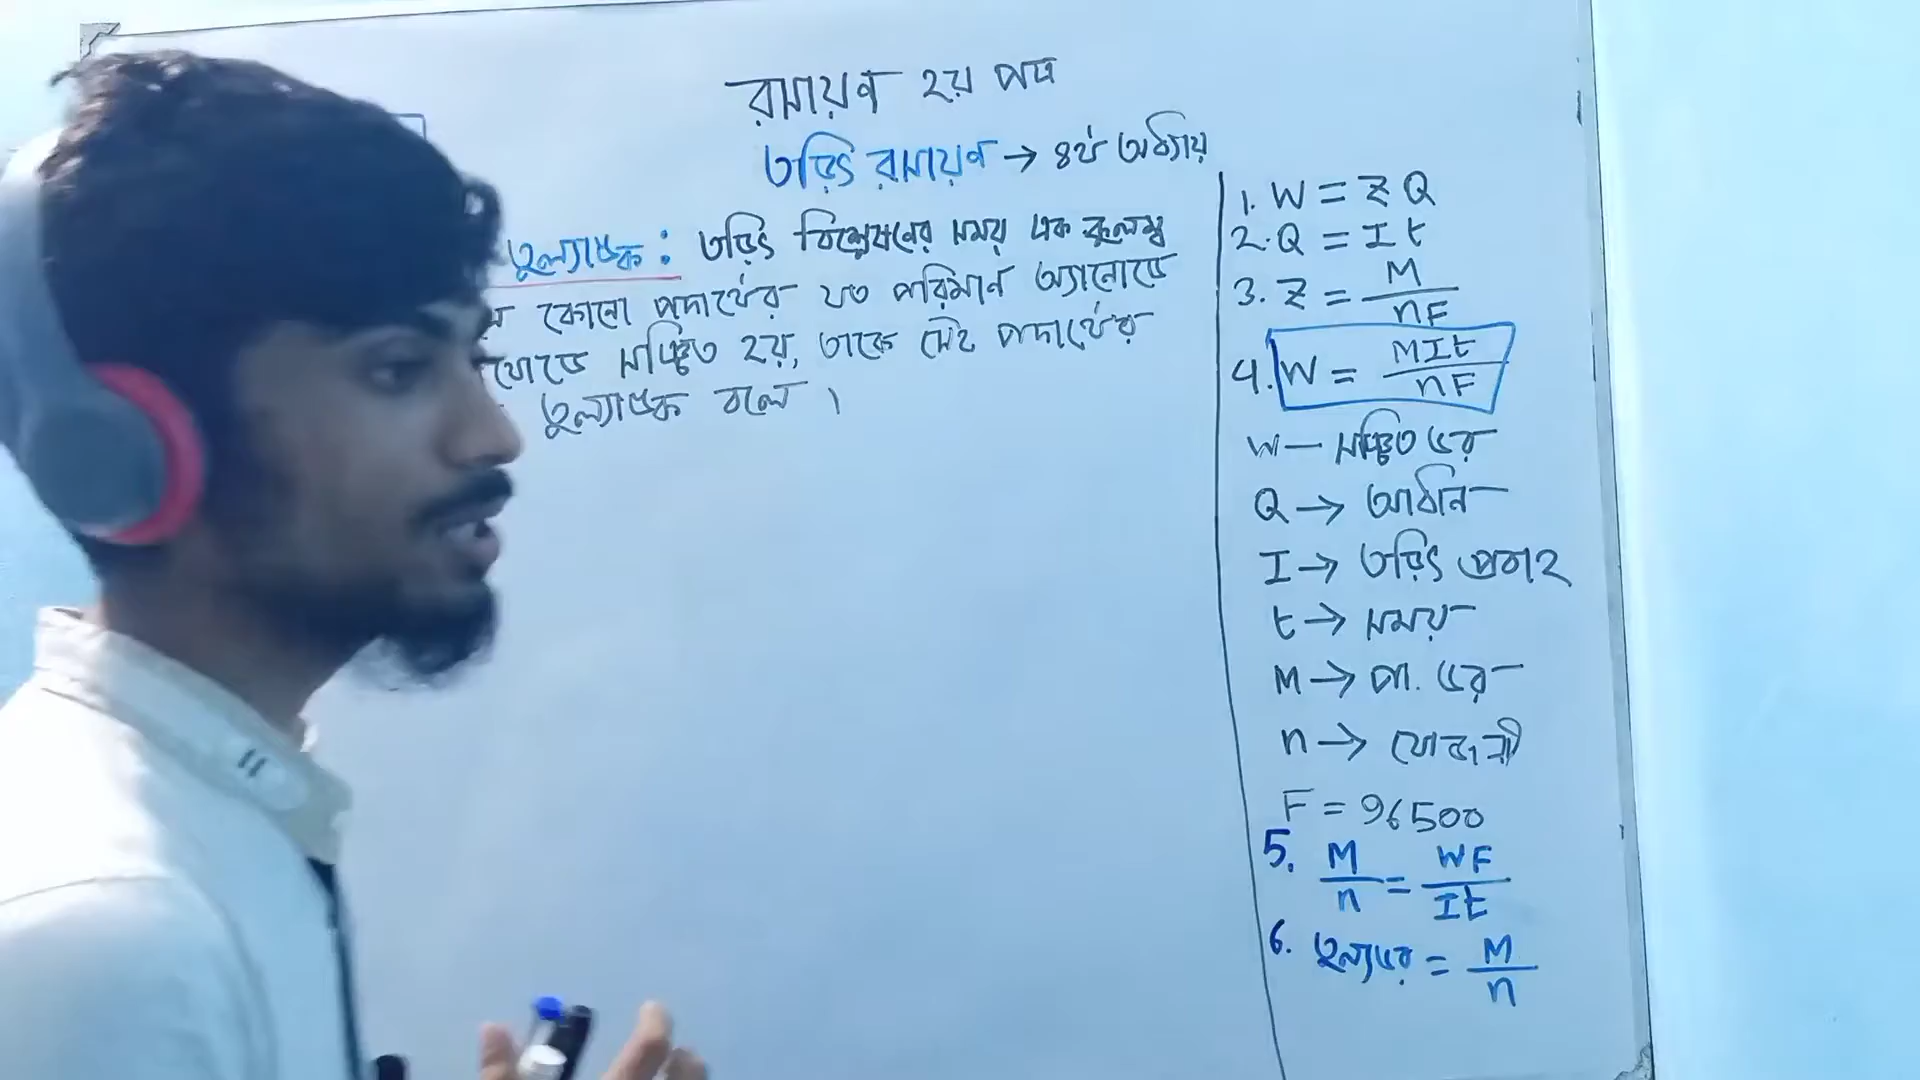 রসায়ন ২য় পত্র
তড়িৎ রসায়ন → ৪র্থ অধ্যায়
তুল্যাঙ্ক : তড়িৎ বিশ্লেষনের সময় এক কুলম্ব
কোনো পদার্থের যত পরিমান অ্যানোডে
থোডে সঞ্চিত হয়, তাকে সেই পদার্থের
তুল্যাঙ্ক বলে ।
1. W = Z Q
2. Q = I t
3. Z = M / nF
4. W = MIt / nF
W — সঞ্চিত ভর
Q → আধান
I → তড়িৎ প্রবাহ
t → সময়
M → পা. ভর
n → যোজনী
F = 96500
5. M / n = WF / It
6. তুল্যভর = M / n